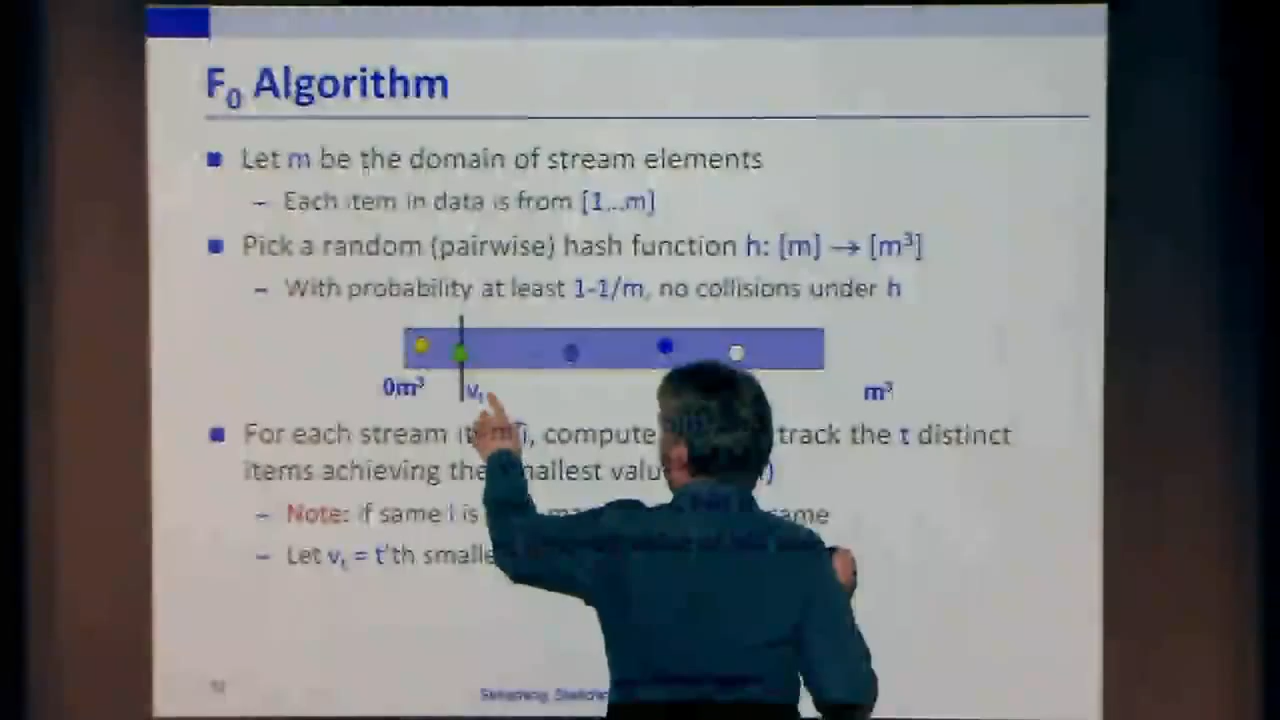 F₀ Algorithm
Let m be the domain of stream elements
– Each item in data is from [1...m]
Pick a random (pairwise) hash function h: [m] → [m³]
– With probability at least 1-1/m, no collisions under h
0m³ vₜ m³
For each stream i, compute track the t distinct
items achieving the smallest
– Note: if same i is same
– Let vₜ = t'th